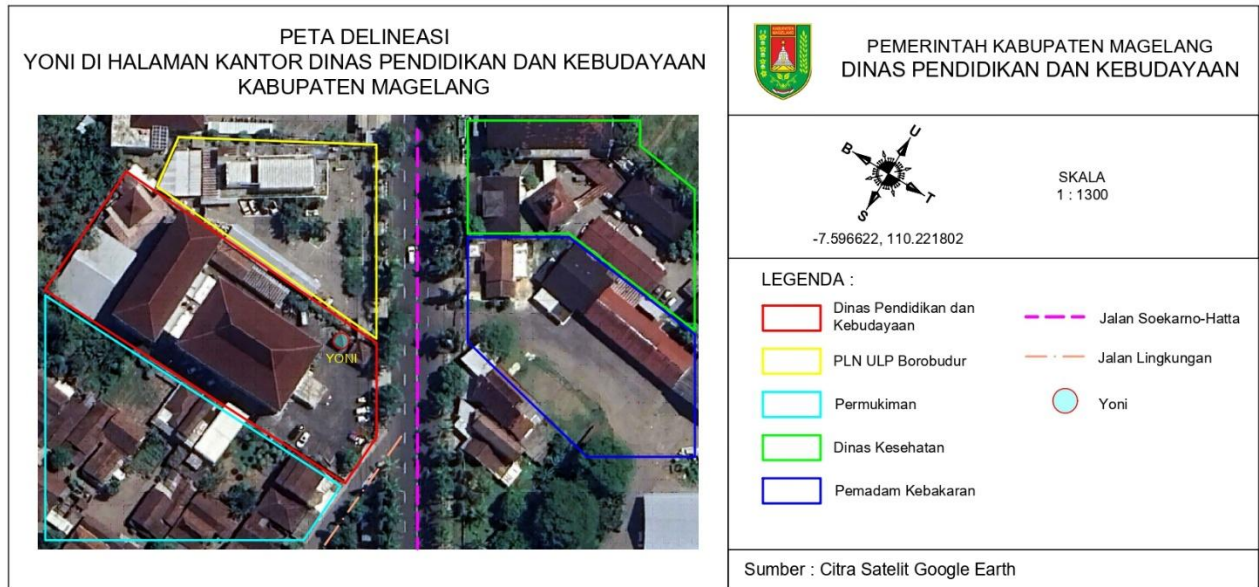 PETA DELINEASI
YONI DI HALAMAN KANTOR DINAS PENDIDIKAN DAN KEBUDAYAAN
KABUPATEN MAGELANG
YONI
KABUPATEN
MAGELANG
PEMERINTAH KABUPATEN MAGELANG
DINAS PENDIDIKAN DAN KEBUDAYAAN
U
B
T
S
-7.596622, 110.221802
SKALA
1 : 1300
LEGENDA :
Dinas Pendidikan dan
Kebudayaan
PLN ULP Borobudur
Permukiman
Dinas Kesehatan
Pemadam Kebakaran
Jalan Soekarno-Hatta
Jalan Lingkungan
Yoni
Sumber : Citra Satelit Google Earth